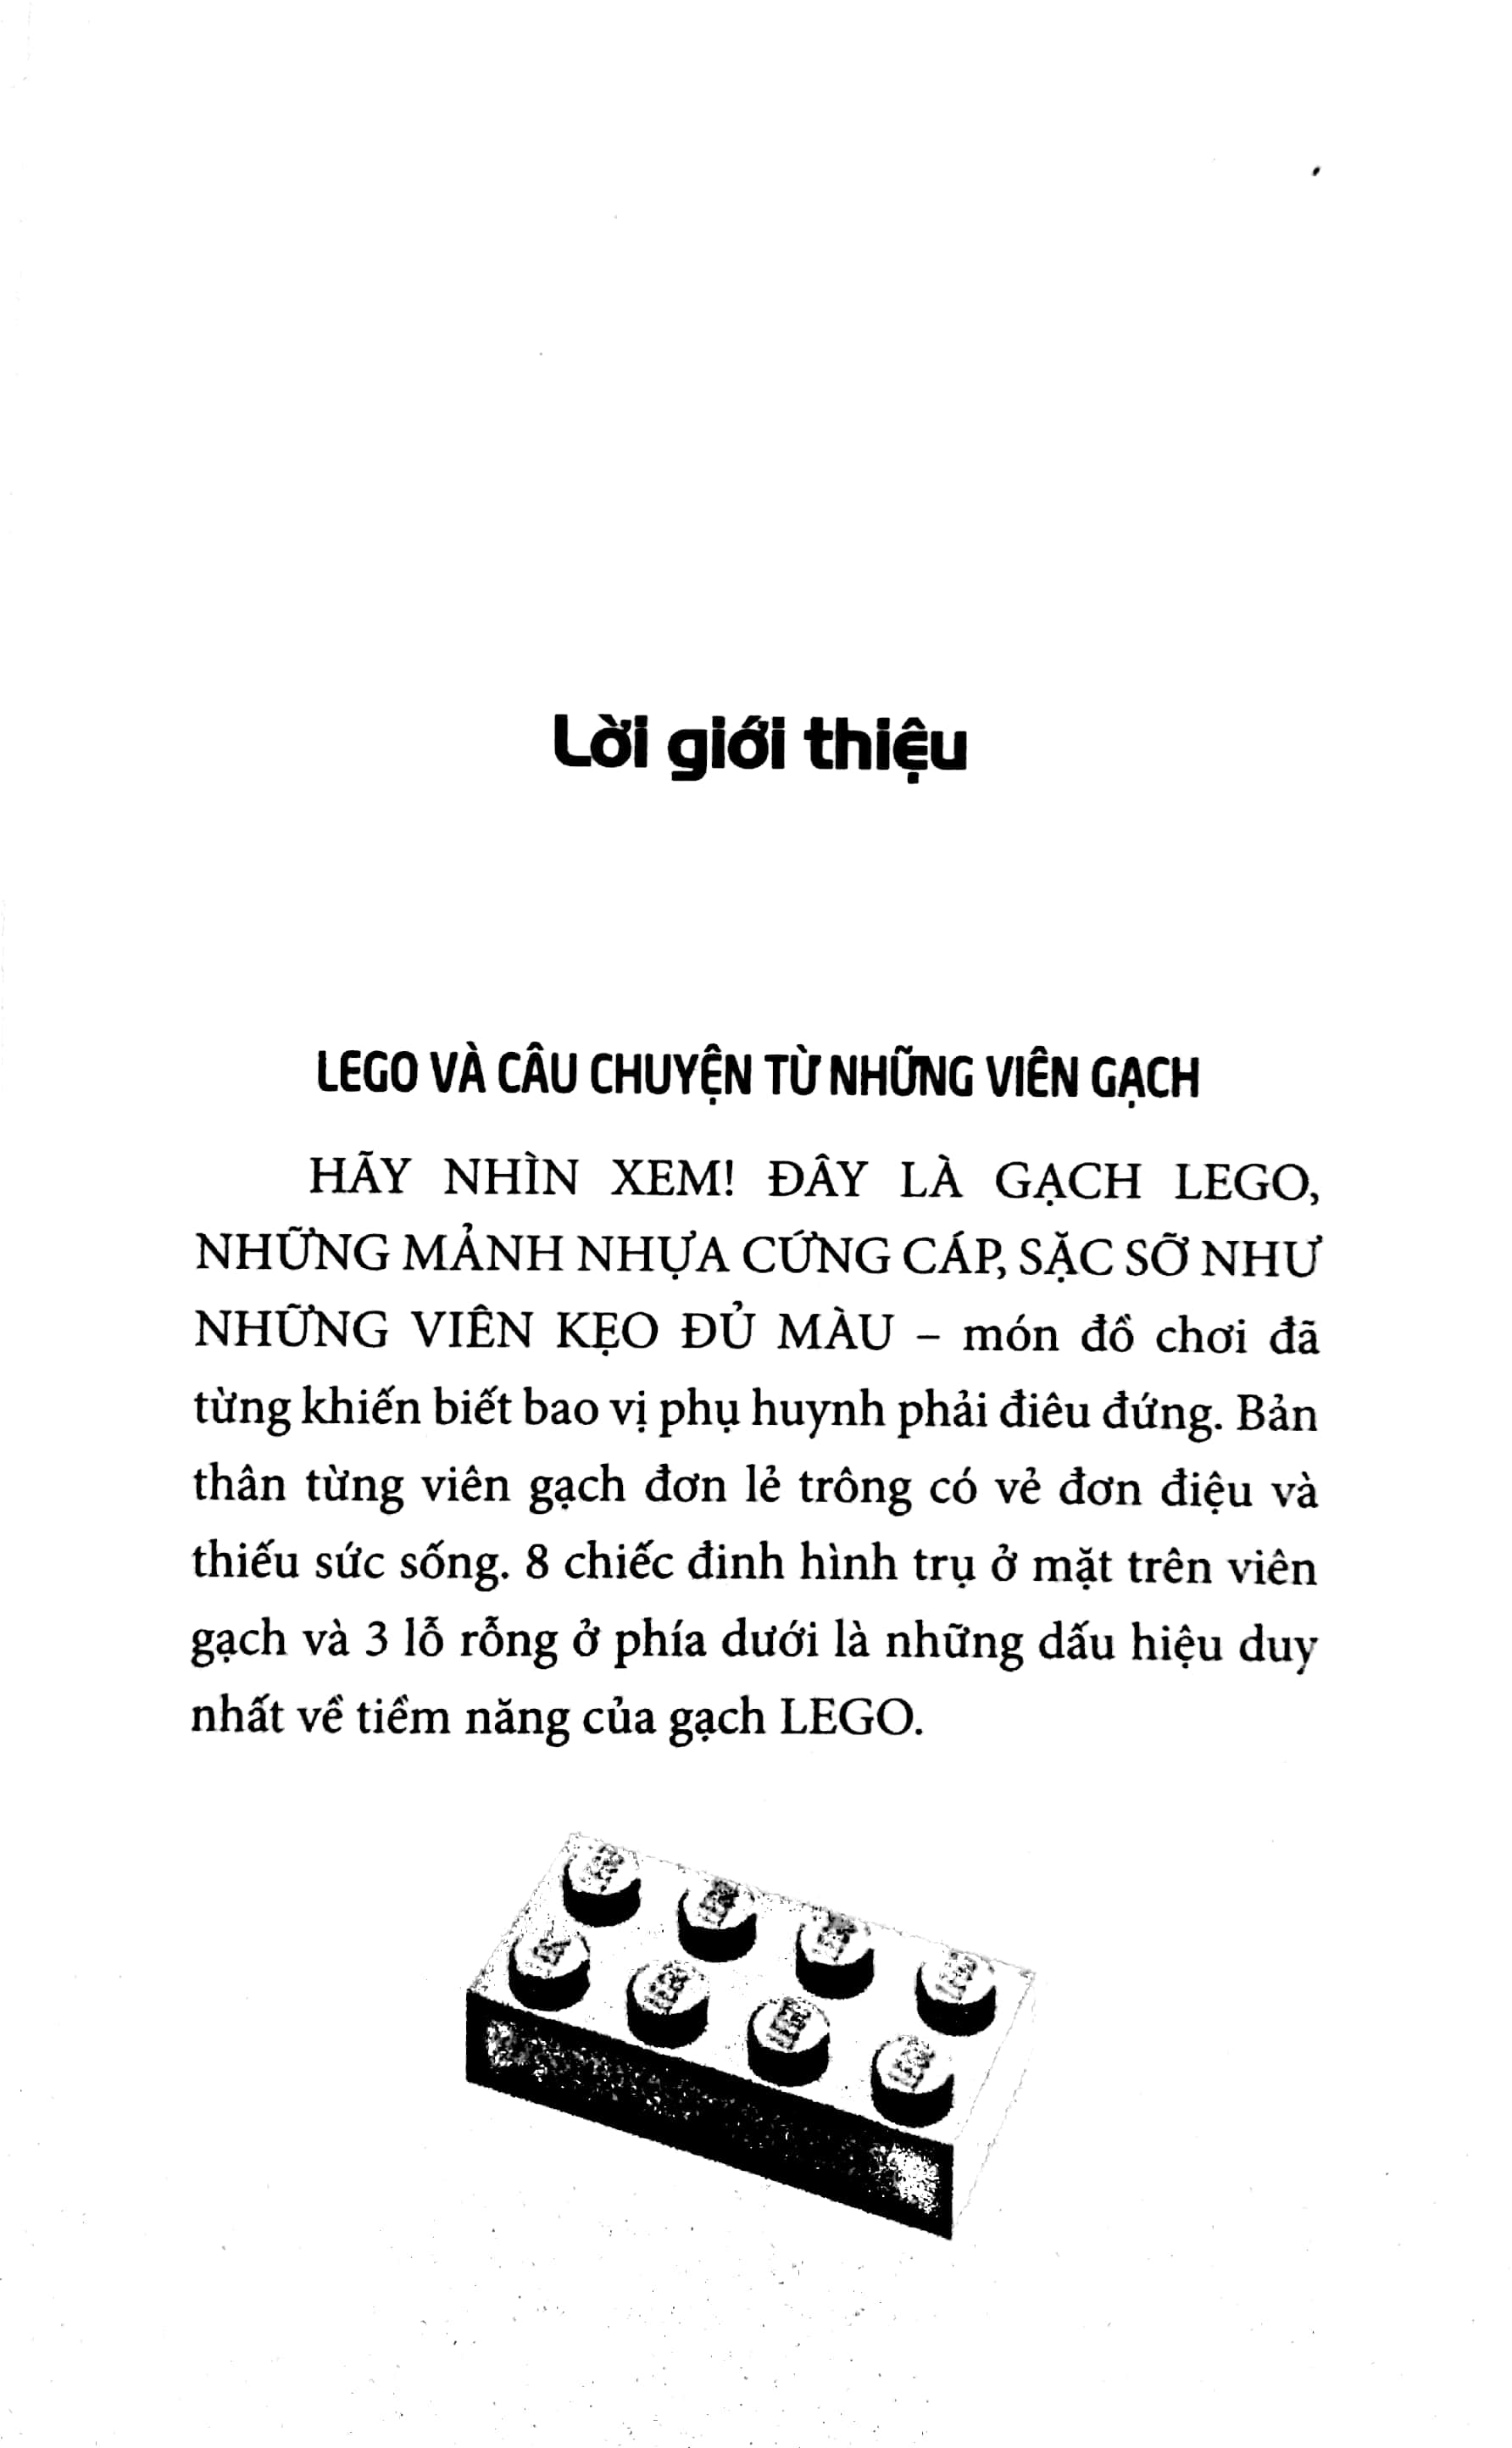 Lời giới thiệu
LEGO VÀ CÂU CHUYỆN TỪ NHỮNG VIÊN GẠCH
HÃY NHÌN XEM! ĐÂY LÀ GẠCH LEGO,
NHỮNG MẢNH NHỰA CỨNG CÁP, SẶC SỠ NHƯ
NHỮNG VIÊN KẸO ĐỦ MÀU – món đồ chơi đã
từng khiến biết bao vị phụ huynh phải điêu đứng. Bản
thân từng viên gạch đơn lẻ trông có vẻ đơn điệu và
thiếu sức sống. 8 chiếc đinh hình trụ ở mặt trên viên
gạch và 3 lỗ rỗng ở phía dưới là những dấu hiệu duy
nhất về tiềm năng của gạch LEGO.